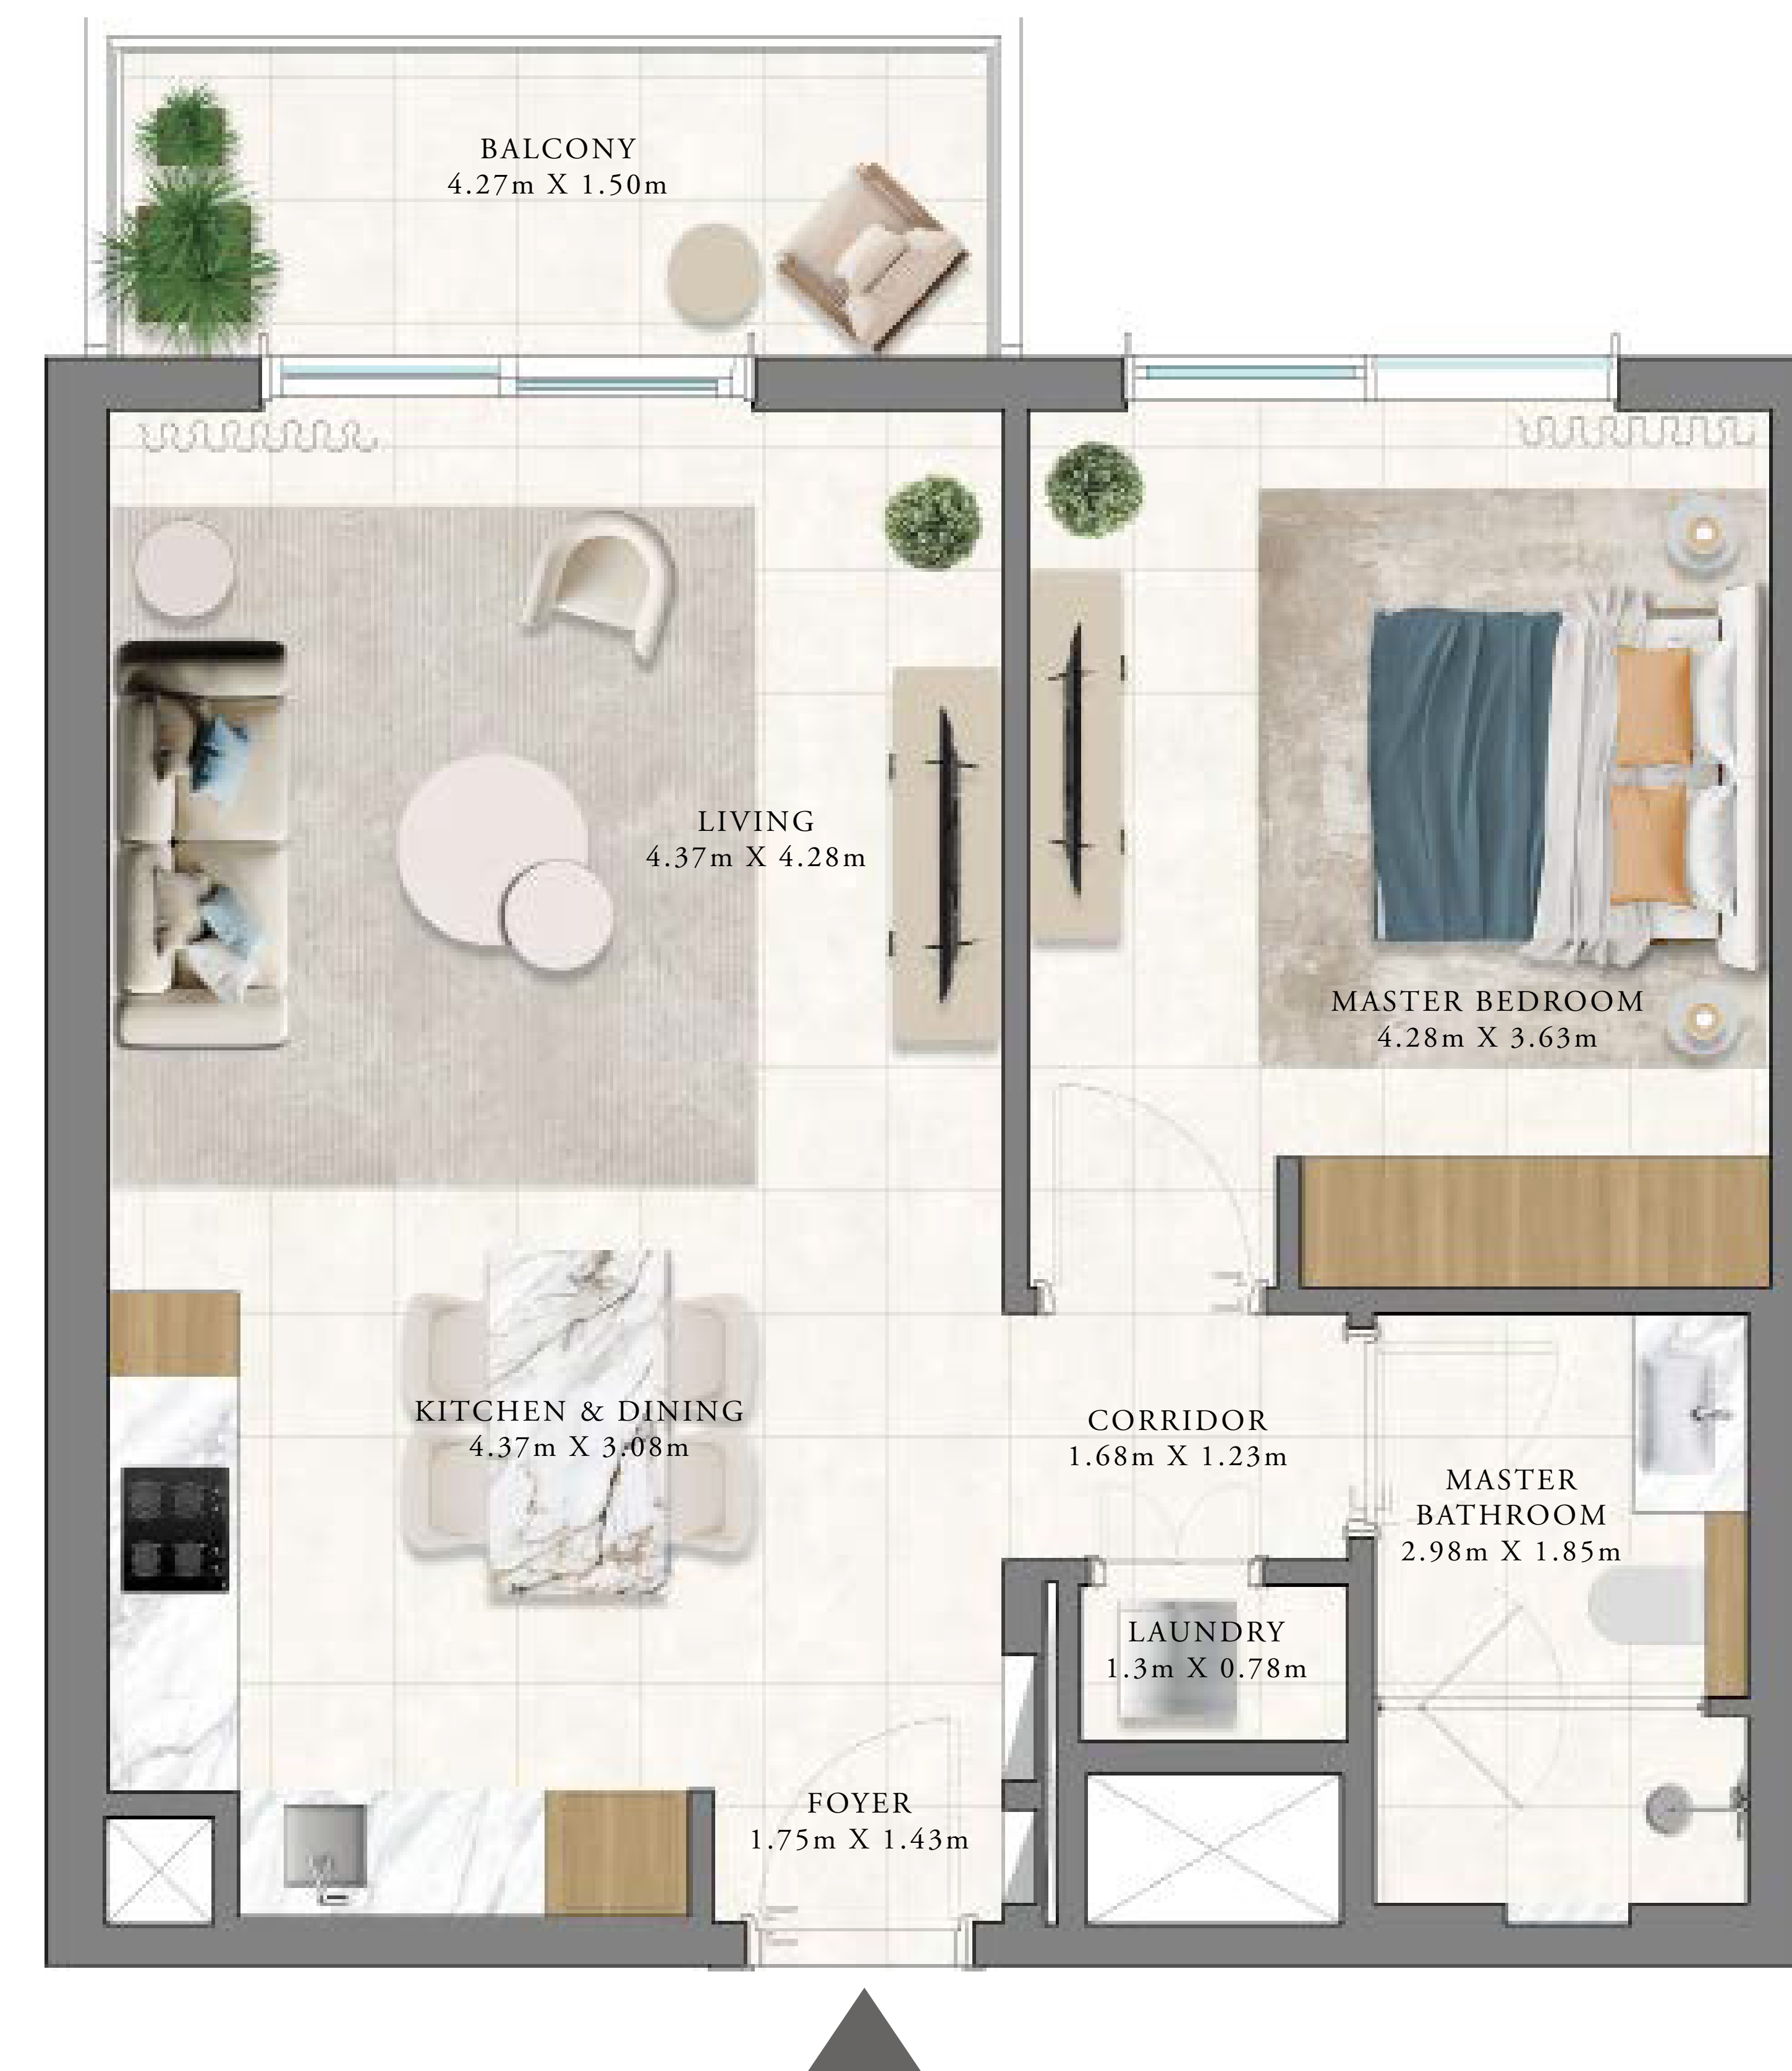 BALCONY
4.27m X 1.50m
LIVING
4.37m X 4.28m
MASTER BEDROOM
4.28m X 3.63m
KITCHEN & DINING
4.37m X 3.08m
CORRIDOR
1.68m X 1.23m
MASTER
BATHROOM
2.98m X 1.85m
LAUNDRY
1.3m X 0.78m
FOYER
1.75m X 1.43m